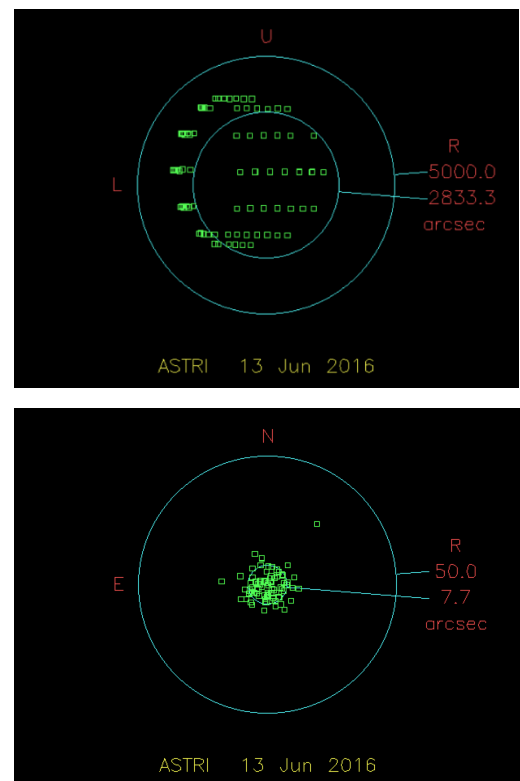 U
R
5000.0
L
2833.3
arcsec
ASTRI 13 Jun 2016
N
R
50.0
E
7.7
arcsec
ASTRI 13 Jun 2016